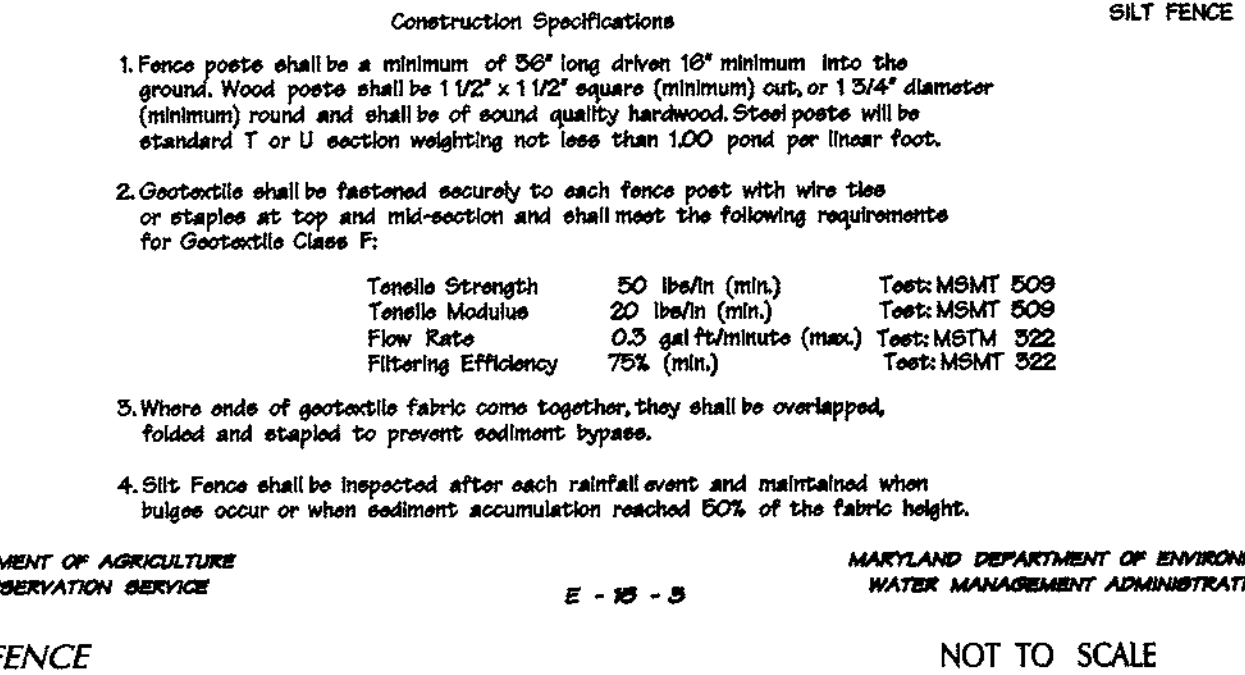 SILT FENCE
Construction Specifications
1. Fence posts shall be a minimum of 36" long driven 16" minimum into the
ground. Wood posts shall be 1 1/2" x 1 1/2" square (minimum) cut, or 1 3/4" diameter
(minimum) round and shall be of sound quality hardwood. Steel posts will be
standard T or U section weighting not less than 1.00 pond per linear foot.
2. Geotextile shall be fastened securely to each fence post with wire ties
or staples at top and mid-section and shall meet the following requirements
for Geotextile Class F:
Tensile Strength 50 lbs/in (min.) Test: MSMT 509
Tensile Modulus 20 lbs/in (min.) Test: MSMT 509
Flow Rate 0.3 gal ft/minute (max.) Test: MSTM 322
Filtering Efficiency 75% (min.) Test: MSMT 322
3. Where ends of geotextile fabric come together, they shall be overlapped,
folded and stapled to prevent sediment bypass.
4. Silt Fence shall be inspected after each rainfall event and maintained when
bulges occur or when sediment accumulation reached 50% of the fabric height.
MENT OF AGRICULTURE MARYLAND DEPARTMENT OF ENVIRON
SERVATION SERVICE E - 15 - 3 WATER MANAGEMENT ADMINISTRATI
FENCE NOT TO SCALE